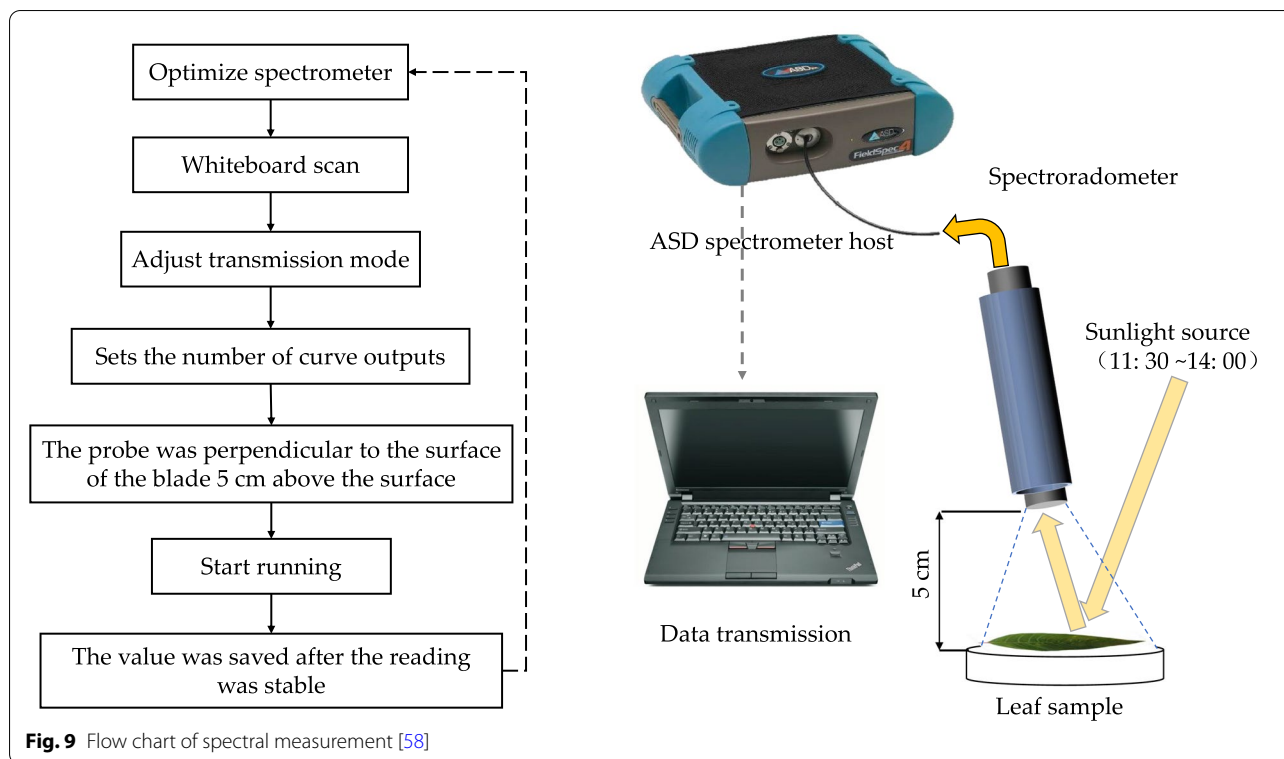 Optimize spectrometer
Whiteboard scan
Adjust transmission mode
Sets the number of curve outputs
The probe was perpendicular to the surface
of the blade 5 cm above the surface
Start running
The value was saved after the reading
was stable
ASD
FieldSpec 4
Spectroradometer
ASD spectrometer host
Sunlight source
（11: 30 ~14: 00）
5 cm
Data transmission
Leaf sample
Fig. 9 Flow chart of spectral measurement [58]